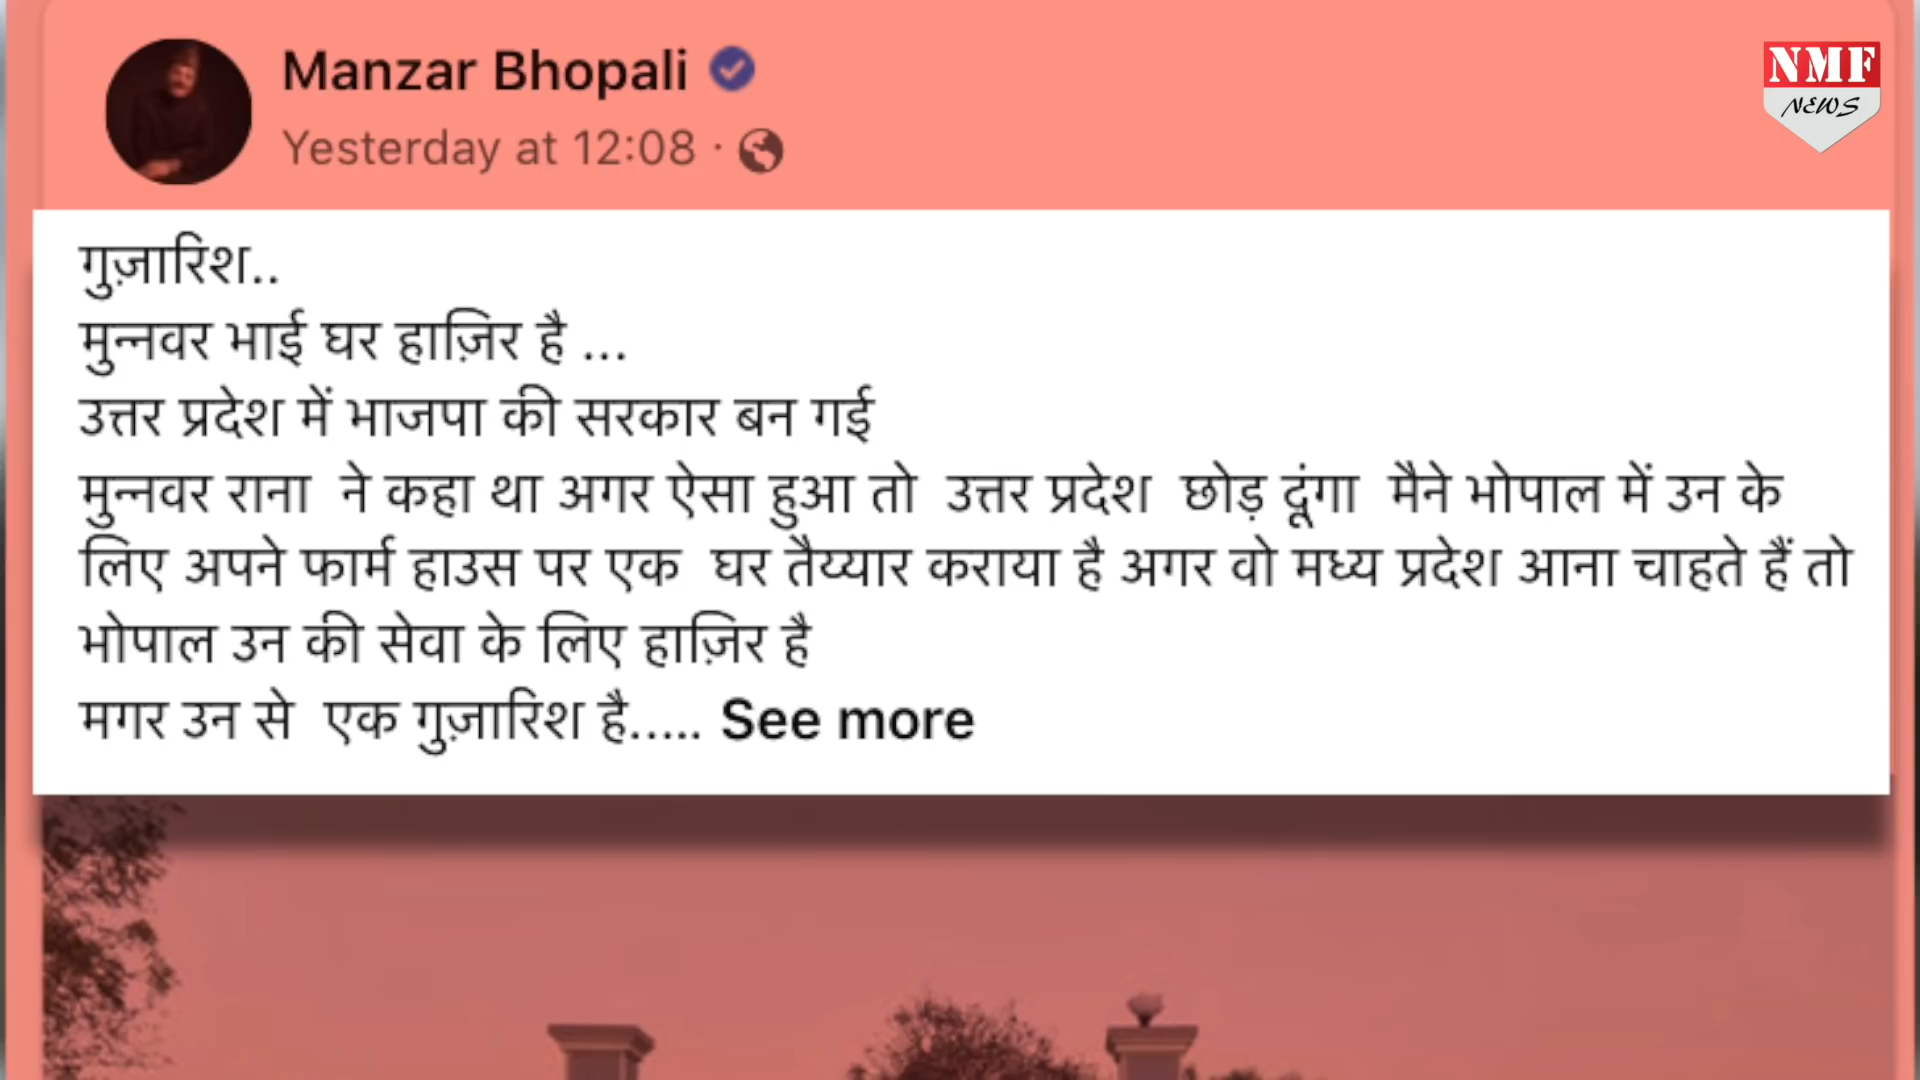 Manzar Bhopali
Yesterday at 12:08 ·
NMF
NEWS
गुज़ारिश..
मुन्नवर भाई घर हाज़िर है ...
उत्तर प्रदेश में भाजपा की सरकार बन गई
मुन्नवर राना ने कहा था अगर ऐसा हुआ तो उत्तर प्रदेश छोड़ दूंगा मैने भोपाल में उन के
लिए अपने फार्म हाउस पर एक घर तैय्यार कराया है अगर वो मध्य प्रदेश आना चाहते हैं तो
भोपाल उन की सेवा के लिए हाज़िर है
मगर उन से एक गुज़ारिश है..... See more